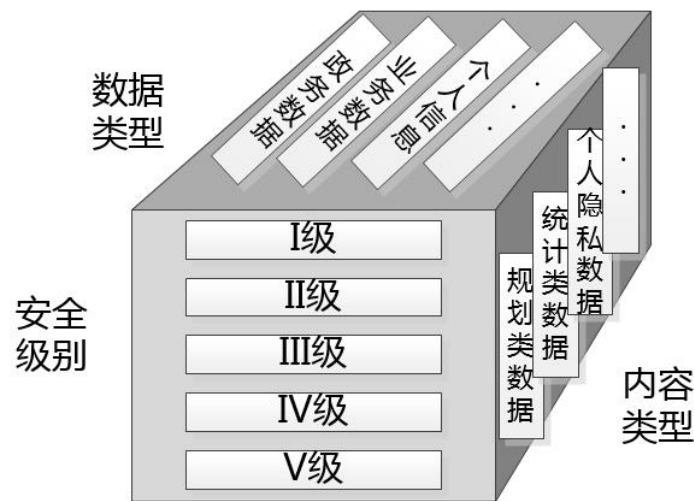 数据
类型
政务数据
业务数据
个人信息
· · ·
安全
级别
I级
II级
III级
IV级
V级
规划类数据
统计类数据
个人隐私数据
· · ·
内容
类型